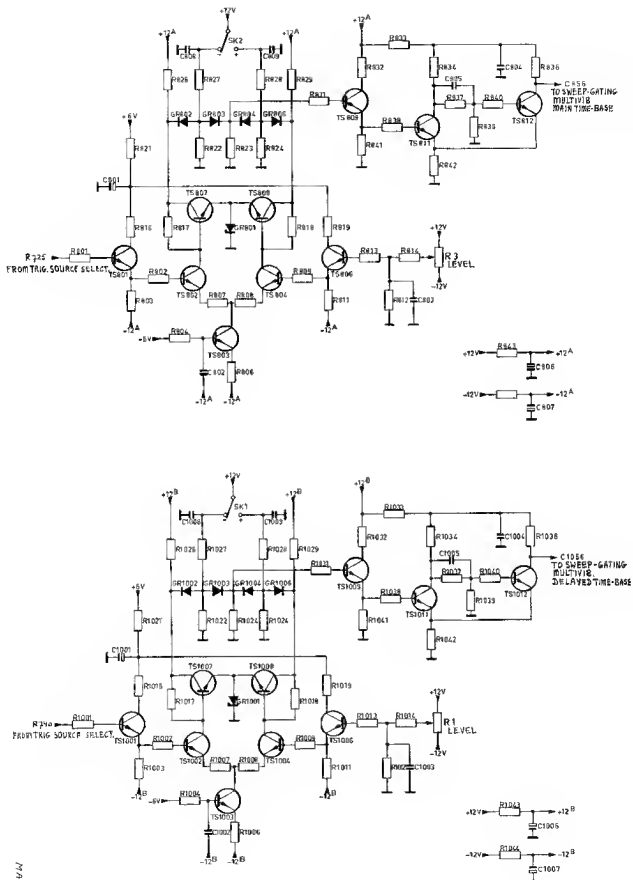 +12V
+12A
+12A
+12A
SK2
C808
C809
R833
R826
R827
R828
R829
R832
R834
C804
R836
C805
C856
TO SWEEP-GATING
MULTIVIB
MAIN TIME-BASE
R831
TS809
R837
R840
TS812
GR802
GR803
GR804
GR806
R838
TS811
R839
+6V
R822
R823
R824
R841
R842
R821
C801
TS807
TS808
R816
R817
GR801
R818
R819
+12V
R725
FROM TRIG. SOURCE SELECT.
R801
R813
R814
R3
LEVEL
TS801
R802
TS802
TS804
R809
TS806
-12V
R803
R807
R808
R811
R812
C803
-12A
-12A
-6V
R804
TS803
C802
R806
+12V
R843
+12A
C806
-12A
-12A
-12V
-12A
C807
+12V
+12B
+12B
+12B
SK1
C1008
C1009
R1033
R1026
R1027
R1028
R1029
R1032
R1034
C1004
R1036
C1005
C1056
TO SWEEP-GATING
MULTIVIB.
DELAYED TIME-BASE
R1031
TS1009
R1037
R1040
TS1012
GR1002
GR1003
GR1004
GR1006
R1038
TS1011
R1039
+6V
R1022
R1024
R1041
R1042
R1021
C1001
TS1007
TS1008
R1016
R1017
GR1001
R1018
R1019
+12V
R740
FROM TRIG. SOURCE SELECT.
R1001
R1013
R1014
R1
LEVEL
TS1001
R1002
TS1002
TS1004
R1009
TS1006
-12V
R1003
R1007
R1008
R1011
C1003
-12B
-12B
-6V
R1004
TS1003
C1002
R1006
+12V
R1043
+12B
C1006
-12B
-12B
-12V
R1044
-12B
C1007
MA